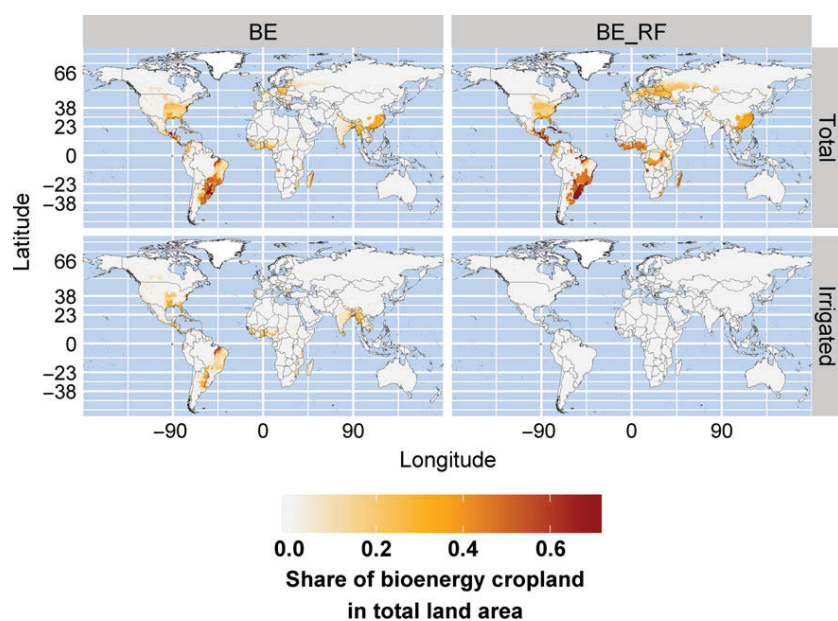 BE BE_RF
66
38
23
0
−23
−38
Total
Latitude
66
38
23
0
−23
−38
Irrigated
−90 0 90 −90 0 90
Longitude
0.0 0.2 0.4 0.6
Share of bioenergy cropland
in total land area